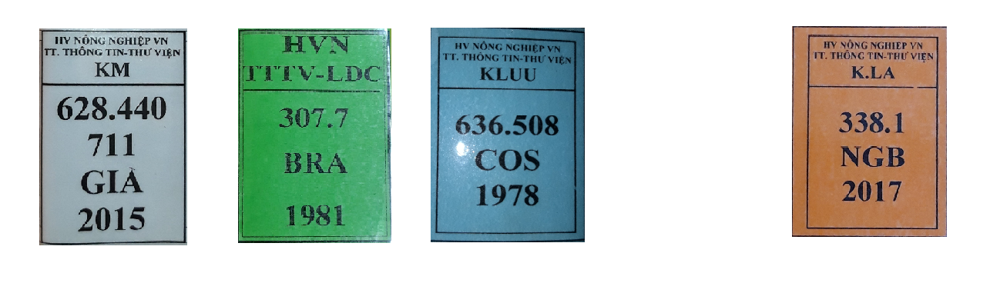 HV NÔNG NGHIỆP VN
TT. THÔNG TIN-THƯ VIỆN
KM
628.440
711
GIÀ
2015
HVN
TTTV-LDC
307.7
BRA
1981
HV NÔNG NGHIỆP VN
TT. THÔNG TIN-THƯ VIỆN
KLUU
636.508
COS
1978
HV NÔNG NGHIỆP VN
TT. THÔNG TIN-THƯ VIỆN
K.LA
338.1
NGB
2017